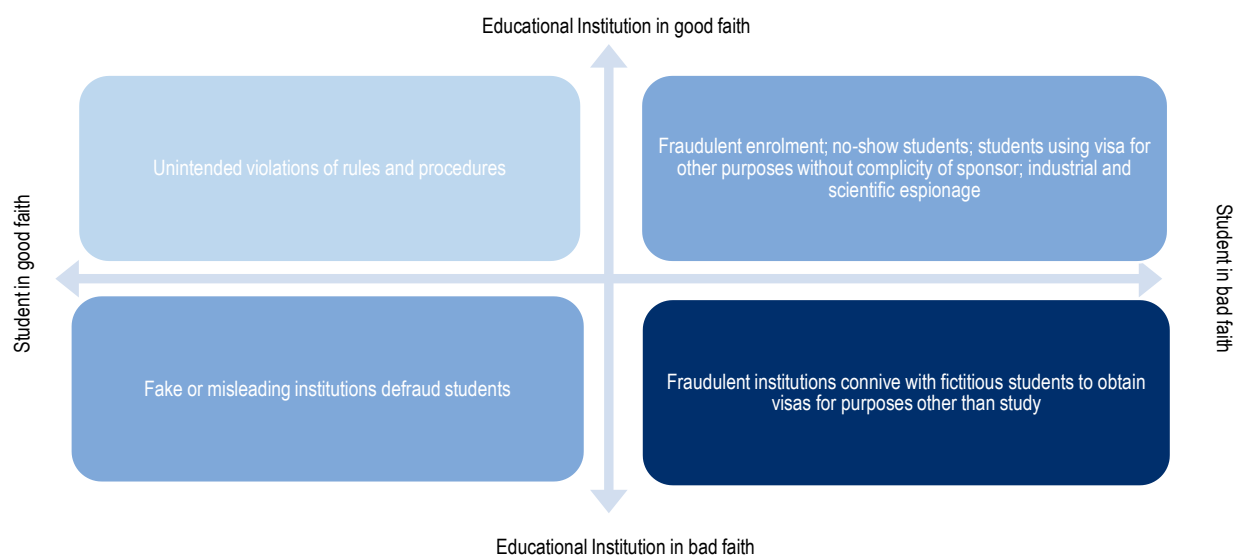 Educational Institution in good faith
Unintended violations of rules and procedures
Fraudulent enrolment; no-show students; students using visa for
other purposes without complicity of sponsor; industrial and
scientific espionage
Student in good faith
Student in bad faith
Fake or misleading institutions defraud students
Fraudulent institutions connive with fictitious students to obtain
visas for purposes other than study
Educational Institution in bad faith